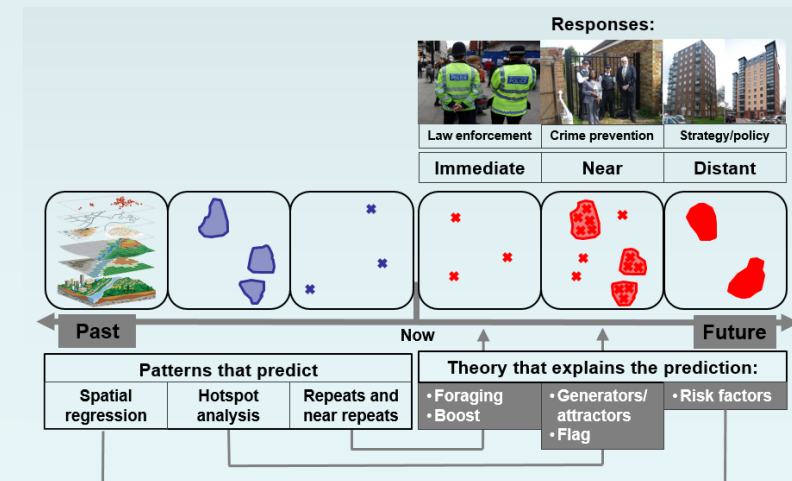 Responses:
Law enforcement
Crime prevention
Strategy/policy
Immediate
Near
Distant
Past
Now
Future
Patterns that predict
Spatial
regression
Hotspot
analysis
Repeats and
near repeats
Theory that explains the prediction:
• Foraging
• Boost
• Generators/
attractors
• Flag
• Risk factors